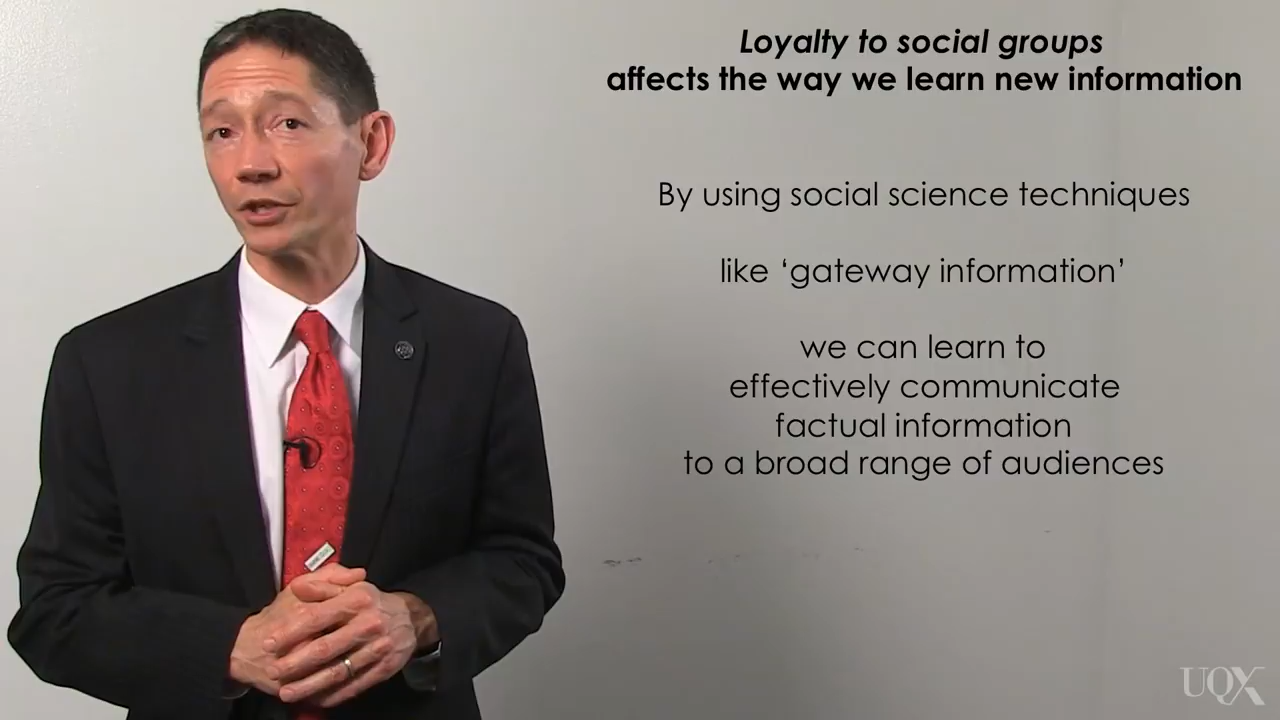 Loyalty to social groups
affects the way we learn new information
By using social science techniques
like ‘gateway information’
we can learn to
effectively communicate
factual information
to a broad range of audiences
UQX